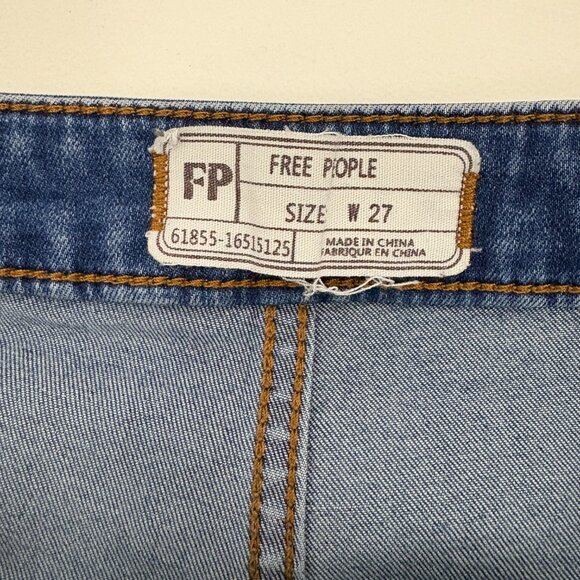 FP
FREE PEOPLE
SIZE W 27
61855-16515125
MADE IN CHINA
FABRIQUR EN CHINA